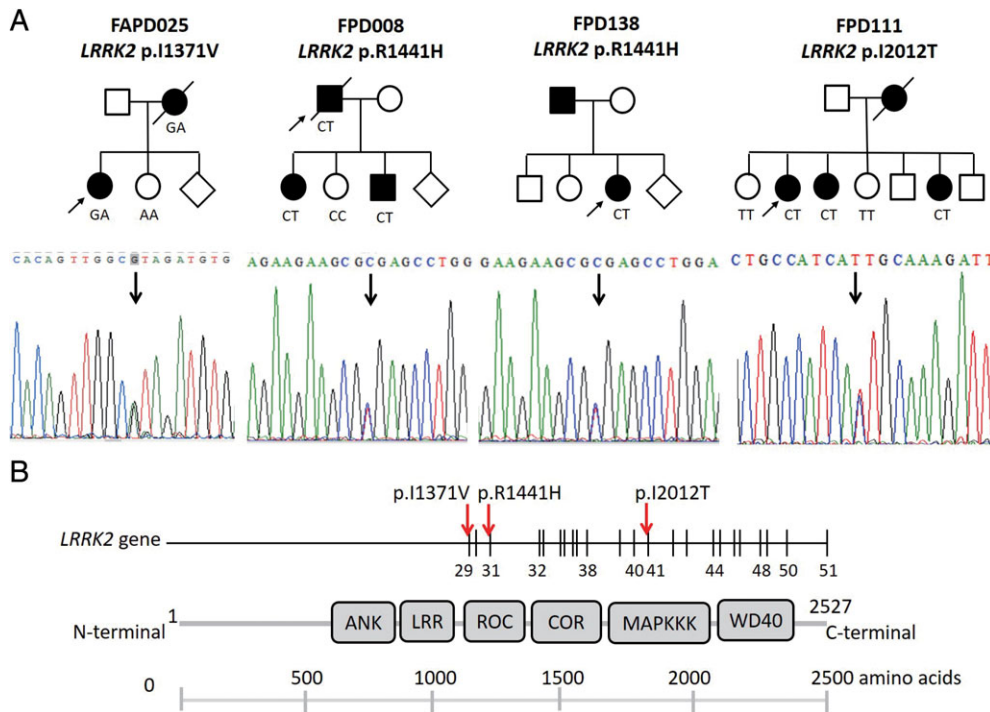 A
FAPD025
LRRK2 p.I1371V
FPD008
LRRK2 p.R1441H
FPD138
LRRK2 p.R1441H
FPD111
LRRK2 p.I2012T
GA
GA AA
CT
CT CC CT
CT
TT CT CT TT CT
CACAGTTGGCGTAGATGTG
AGAAGAAGCGCGAGCCTGG
GAAGAAGCGCGAGCCTGGA
CTGCCATCATTGCAAAGATT
B
p.I1371V p.R1441H p.I2012T
LRRK2 gene
29 31 32 38 40 41 44 48 50 51
N-terminal 1 ANK LRR ROC COR MAPKKK WD40 2527 C-terminal
0 500 1000 1500 2000 2500 amino acids